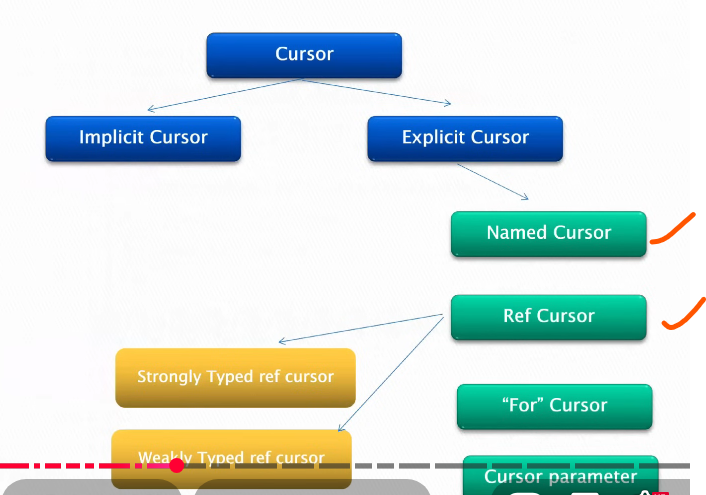 Cursor
Implicit Cursor
Explicit Cursor
Named Cursor
Ref Cursor
Strongly Typed ref cursor
"For" Cursor
Weakly Typed ref cursor
Cursor parameter